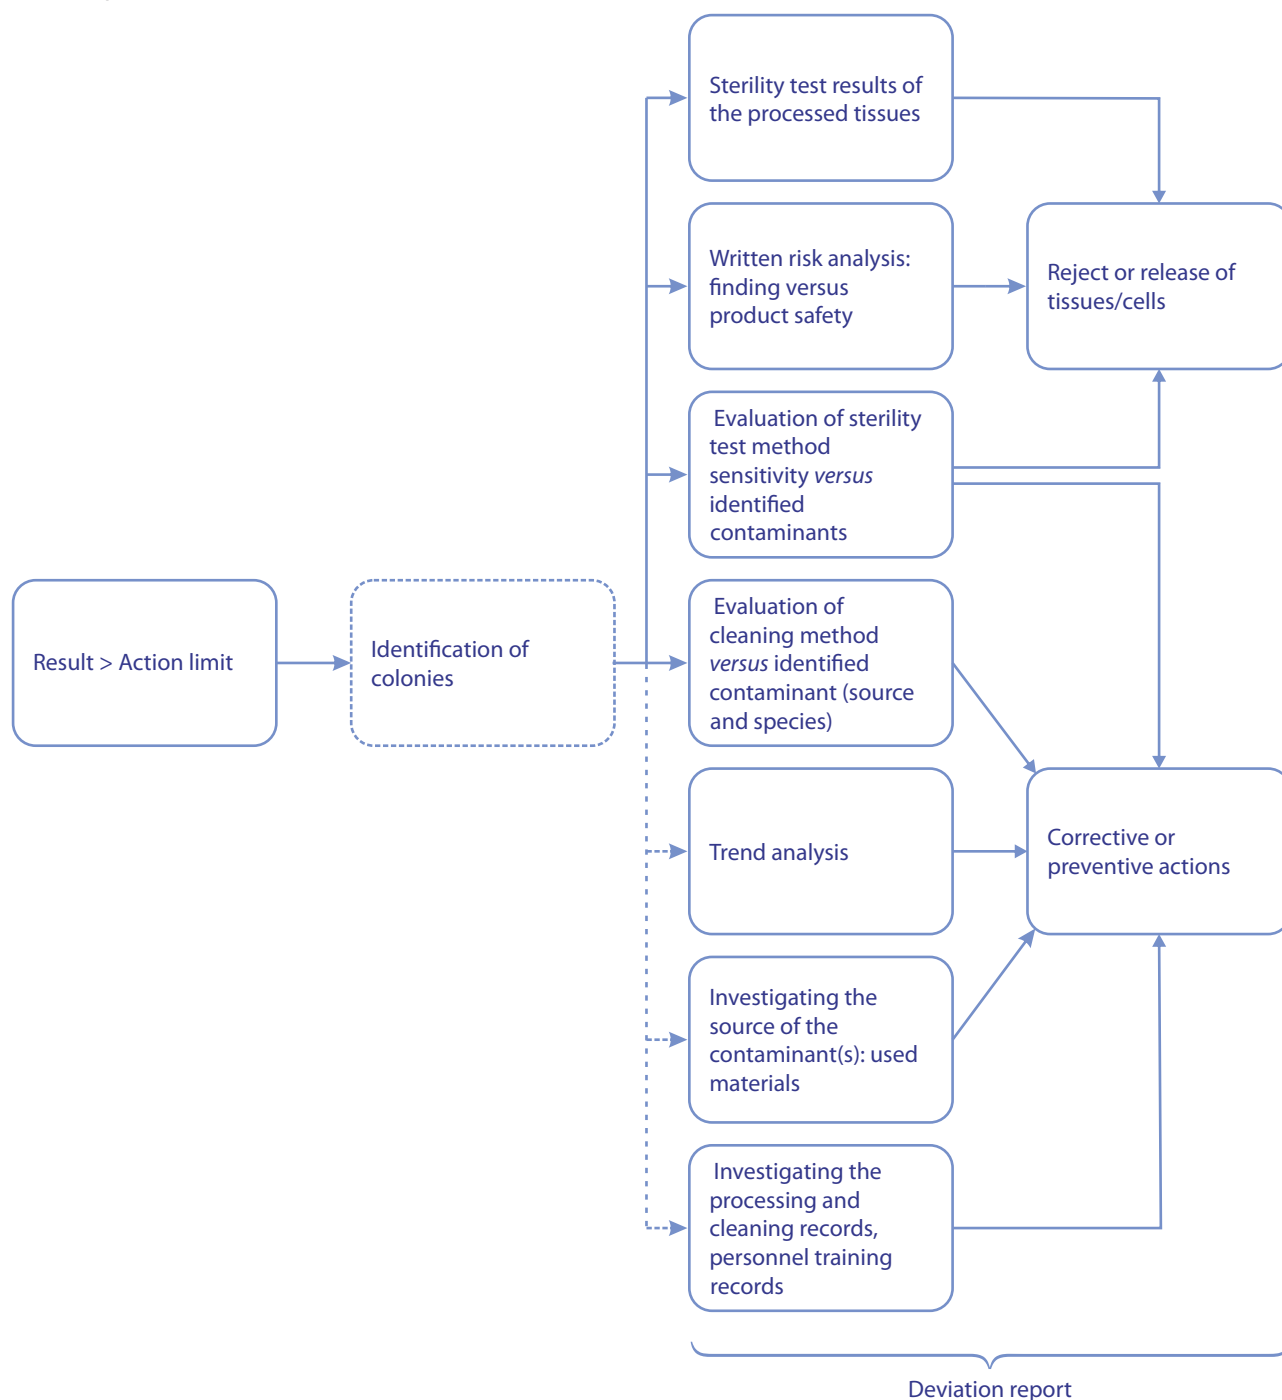 Sterility test results of
the processed tissues
Written risk analysis:
finding versus
product safety
Reject or release of
tissues/cells
Evaluation of sterility
test method
sensitivity versus
identified
contaminants
Result > Action limit
Identification of
colonies
Evaluation of
cleaning method
versus identified
contaminant (source
and species)
Trend analysis
Corrective or
preventive actions
Investigating the
source of the
contaminant(s): used
materials
Investigating the
processing and
cleaning records,
personnel training
records
Deviation report